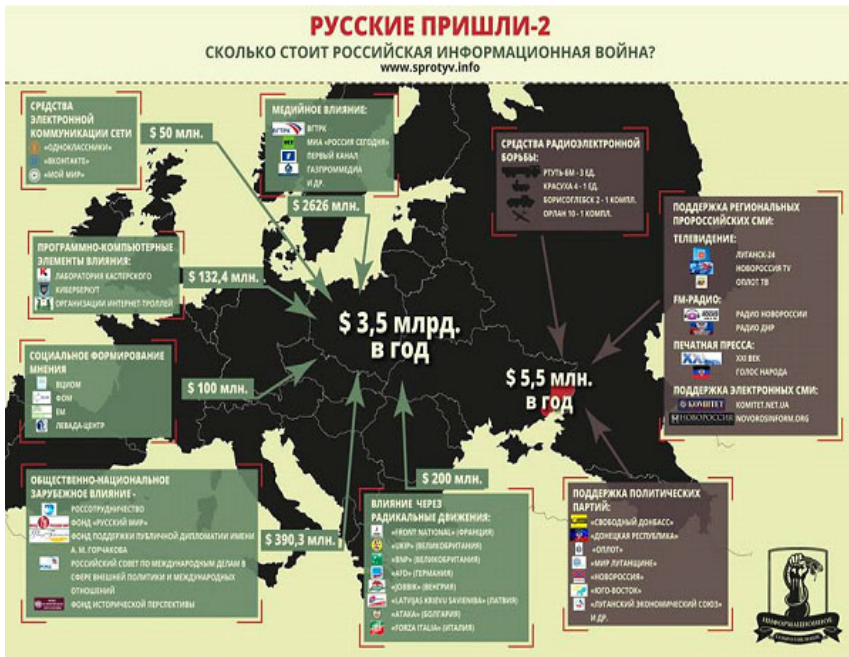 РУССКИЕ ПРИШЛИ-2
СКОЛЬКО СТОИТ РОССИЙСКАЯ ИНФОРМАЦИОННАЯ ВОЙНА?
www.sprotyv.info
СРЕДСТВА
ЭЛЕКТРОННОЙ
КОММУНИКАЦИИ СЕТИ
«ОДНОКЛАССНИКИ»
«ВКОНТАКТЕ»
«МОЙ МИР»
$ 50 млн.
МЕДИЙНОЕ ВЛИЯНИЕ:
ВГТРК
ВГТРК
МИА «РОССИЯ СЕГОДНЯ»
ПЕРВЫЙ КАНАЛ
ГАЗПРОММЕДИА
И ДР.
$ 2626 млн.
СРЕДСТВА РАДИОЭЛЕКТРОННОЙ
БОРЬБЫ:
РТУТЬ-БМ - 3 ЕД.
КРАСУХА 4 - 1 ЕД.
БОРИСОГЛЕБСК 2 - 1 КОМПЛ.
ОРЛАН 10 - 1 КОМПЛ.
ПРОГРАММНО-КОМПЬЮТЕРНЫЕ
ЭЛЕМЕНТЫ ВЛИЯНИЯ:
ЛАБОРАТОРИЯ КАСПЕРСКОГО
КИБЕРБЕРКУТ
ОРГАНИЗАЦИИ ИНТЕРНЕТ-ТРОЛЛЕЙ
$ 132,4 млн.
СОЦИАЛЬНОЕ ФОРМИРОВАНИЕ
МНЕНИЯ
ВЦИОМ
ФОМ
ЕМ
ЛЕВАДА-ЦЕНТР
$ 100 млн.
$ 3,5 млрд.
в год
$ 5,5 млн.
в год
ПОДДЕРЖКА РЕГИОНАЛЬНЫХ
ПРОРОССИЙСКИХ СМИ:
ТЕЛЕВИДЕНИЕ:
ЛУГАНСК-24
НОВОРОССИЯ TV
ОПЛОТ ТВ
FM-РАДИО:
РАДИО НОВОРОССИИ
РАДИО ДНР
ПЕЧАТНАЯ ПРЕССА:
XXI
XXI ВЕК
ГОЛОС НАРОДА
ПОДДЕРЖКА ЭЛЕКТРОННЫХ СМИ:
КОМИТЕТ
KOMITET.NET.UA
НОВОРОССИЯ
NOVOROSINFORM.ORG
ОБЩЕСТВЕННО-НАЦИОНАЛЬНОЕ
ЗАРУБЕЖНОЕ ВЛИЯНИЕ -
РОССОТРУДНИЧЕСТВО
ФОНД «РУССКИЙ МИР»
ФОНД ПОДДЕРЖКИ ПУБЛИЧНОЙ ДИПЛОМАТИИ ИМЕНИ
А. М. ГОРЧАКОВА
РОССИЙСКИЙ СОВЕТ ПО МЕЖДУНАРОДНЫМ ДЕЛАМ В
СФЕРЕ ВНЕШНЕЙ ПОЛИТИКИ И МЕЖДУНАРОДНЫХ
ОТНОШЕНИЙ
ФОНД ИСТОРИЧЕСКОЙ ПЕРСПЕКТИВЫ
$ 390,3 млн.
$ 200 млн.
ВЛИЯНИЕ ЧЕРЕЗ
РАДИКАЛЬНЫЕ ДВИЖЕНИЯ:
«FRONT NATIONAL» (ФРАНЦИЯ)
«UKIP» (ВЕЛИКОБРИТАНИЯ)
«BNP» (ВЕЛИКОБРИТАНИЯ)
«AFD» (ГЕРМАНИЯ)
«JOBBIK» (ВЕНГРИЯ)
«LATVIJAS KRIEVU SAVIENIBA» (ЛАТВИЯ)
«АТАКА» (БОЛГАРИЯ)
«FORZA ITALIA» (ИТАЛИЯ)
ПОДДЕРЖКА ПОЛИТИЧЕСКИХ
ПАРТИЙ:
«СВОБОДНЫЙ ДОНБАСС»
«ДОНЕЦКАЯ РЕСПУБЛИКА»
«ОПЛОТ»
«МИР ЛУГАНЩИНЕ»
«НОВОРОССИЯ»
«ЮГО-ВОСТОК»
«ЛУГАНСКИЙ ЭКОНОМИЧЕСКИЙ СОЮЗ»
И ДР.
ИНФОРМАЦИОННОЕ
СОПРОТИВЛЕНИЕ